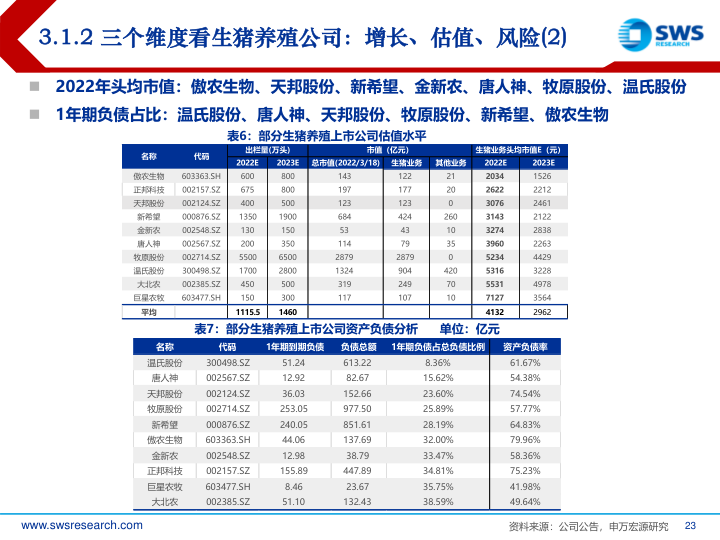 3.1.2 三个维度看生猪养殖公司：增长、估值、风险(2)
SWS
RESEARCH
2022年头均市值：傲农生物、天邦股份、新希望、金新农、唐人神、牧原股份、温氏股份
1年期负债占比：温氏股份、唐人神、天邦股份、牧原股份、新希望、傲农生物
表6：部分生猪养殖上市公司估值水平
名称 代码 出栏量(万头) 市值（亿元） 生猪业务头均市值E（元）
2022E 2023E 总市值(2022/3/18) 生猪业务 其他业务 2022E 2023E
傲农生物 603363.SH 600 800 143 122 21 2034 1526
正邦科技 002157.SZ 675 800 197 177 20 2622 2212
天邦股份 002124.SZ 400 500 123 123 0 3076 2461
新希望 000876.SZ 1350 1900 684 424 260 3143 2122
金新农 002548.SZ 130 150 53 43 10 3274 2838
唐人神 002567.SZ 200 350 114 79 35 3960 2263
牧原股份 002714.SZ 5500 6500 2879 2879 0 5234 4429
温氏股份 300498.SZ 1700 2800 1324 904 420 5316 3228
大北农 002385.SZ 450 500 319 249 70 5531 4978
巨星农牧 603477.SH 150 300 117 107 10 7127 3564
平均 1115.5 1460 4132 2962
表7：部分生猪养殖上市公司资产负债分析 单位：亿元
名称 代码 1年期到期负债 负债总额 1年期负债占总负债比例 资产负债率
温氏股份 300498.SZ 51.24 613.22 8.36% 61.67%
唐人神 002567.SZ 12.92 82.67 15.62% 54.38%
天邦股份 002124.SZ 36.03 152.66 23.60% 74.54%
牧原股份 002714.SZ 253.05 977.50 25.89% 57.77%
新希望 000876.SZ 240.05 851.61 28.19% 64.83%
傲农生物 603363.SH 44.06 137.69 32.00% 79.96%
金新农 002548.SZ 12.98 38.79 33.47% 58.36%
正邦科技 002157.SZ 155.89 447.89 34.81% 75.23%
巨星农牧 603477.SH 8.46 23.67 35.75% 41.98%
大北农 002385.SZ 51.10 132.43 38.59% 49.64%
www.swsresearch.com
资料来源：公司公告，申万宏源研究
23